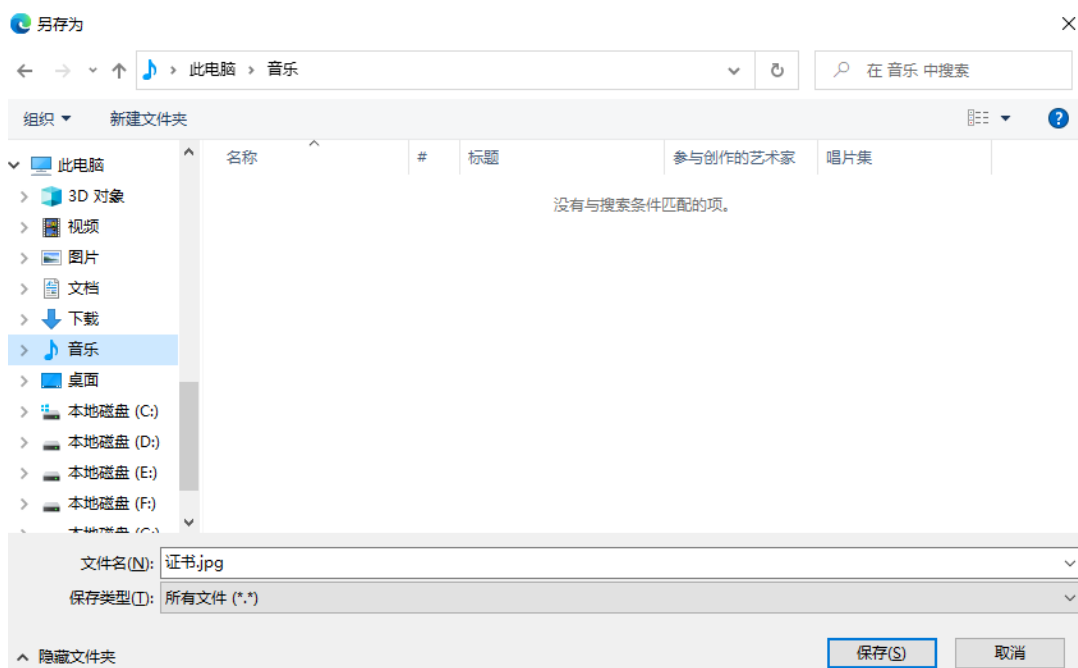 另存为
此电脑 › 音乐
在 音乐 中搜索
组织 新建文件夹
名称 # 标题 参与创作的艺术家 唱片集
没有与搜索条件匹配的项。
此电脑
3D 对象
视频
图片
文档
下载
音乐
桌面
本地磁盘 (C:)
本地磁盘 (D:)
本地磁盘 (E:)
本地磁盘 (F:)
文件名(N): 证书.jpg
保存类型(T): 所有文件 (*.*)
隐藏文件夹 保存(S) 取消